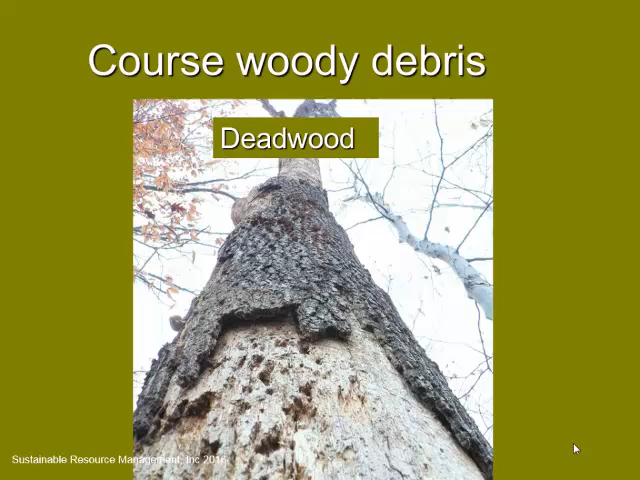 Course woody debris
Deadwood
Sustainable Resource Management, Inc 2016